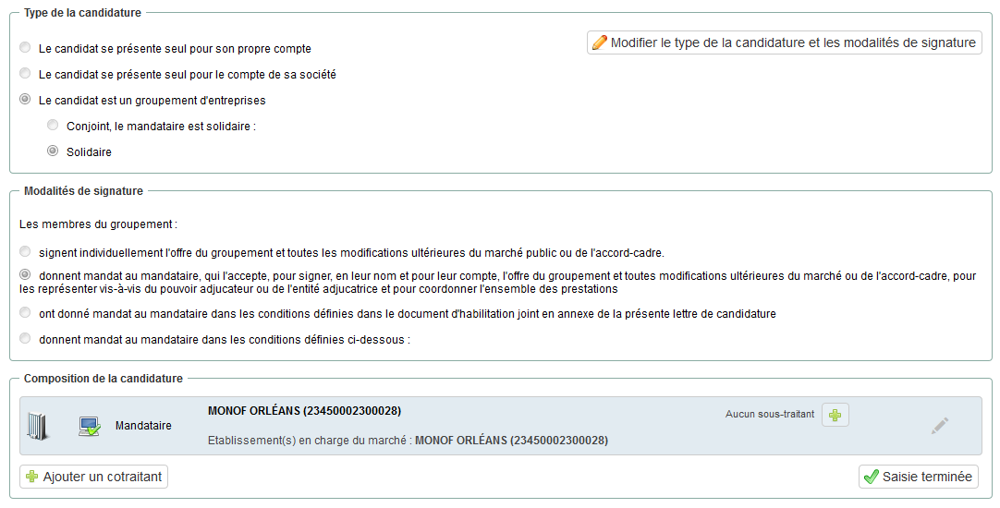 Type de la candidature
Le candidat se présente seul pour son propre compte
Modifier le type de la candidature et les modalités de signature
Le candidat se présente seul pour le compte de sa société
Le candidat est un groupement d'entreprises
Conjoint, le mandataire est solidaire :
Solidaire
Modalités de signature
Les membres du groupement :
signent individuellement l'offre du groupement et toutes les modifications ultérieures du marché public ou de l'accord-cadre.
donnent mandat au mandataire, qui l'accepte, pour signer, en leur nom et pour leur compte, l'offre du groupement et toutes modifications ultérieures du marché ou de l'accord-cadre, pour
les représenter vis-à-vis du pouvoir adjucateur ou de l'entité adjucatrice et pour coordonner l'ensemble des prestations
ont donné mandat au mandataire dans les conditions définies dans le document d'habilitation joint en annexe de la présente lettre de candidature
donnent mandat au mandataire dans les conditions définies ci-dessous :
Composition de la candidature
MONOF ORLÉANS (23450002300028)
Aucun sous-traitant
Mandataire
Etablissement(s) en charge du marché : MONOF ORLÉANS (23450002300028)
Ajouter un cotraitant
Saisie terminée